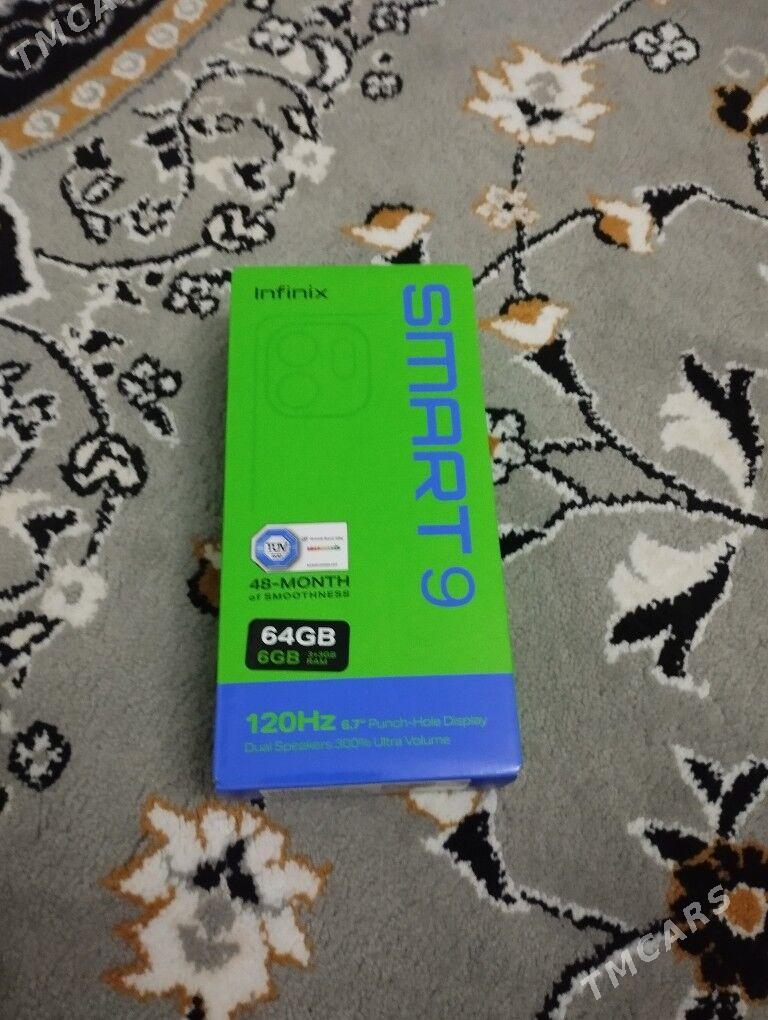 TMCARS
Infinix
SMART 9
TÜV
48-MONTH
of SMOOTHNESS
64GB
6GB 3+3GB
RAM
120Hz 6.7" Punch-Hole Display
Dual Speakers 300% Ultra Volume
TMCARS